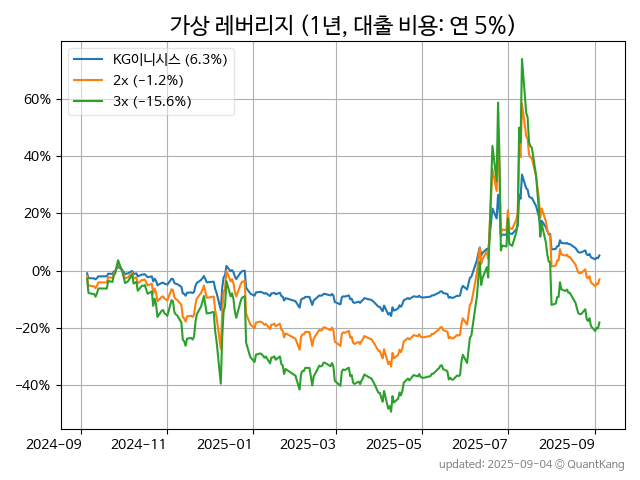 가상 레버리지 (1년, 대출 비용: 연 5%)
KG이니시스 (6.3%)
2x (-1.2%)
3x (-15.6%)
60%
40%
20%
0%
-20%
-40%
2024-09 2024-11 2025-01 2025-03 2025-05 2025-07 2025-09
updated: 2025-09-04 © QuantKang